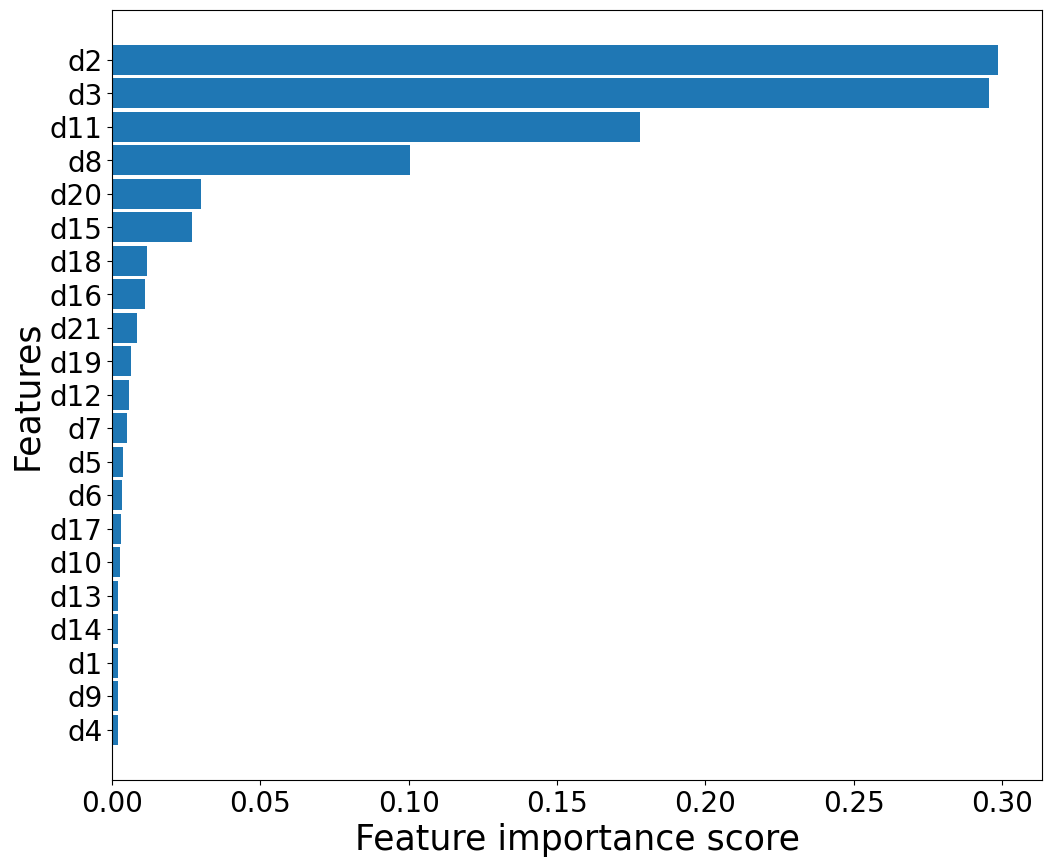 Features
d2
d3
d11
d8
d20
d15
d18
d16
d21
d19
d12
d7
d5
d6
d17
d10
d13
d14
d1
d9
d4
0.00 0.05 0.10 0.15 0.20 0.25 0.30
Feature importance score